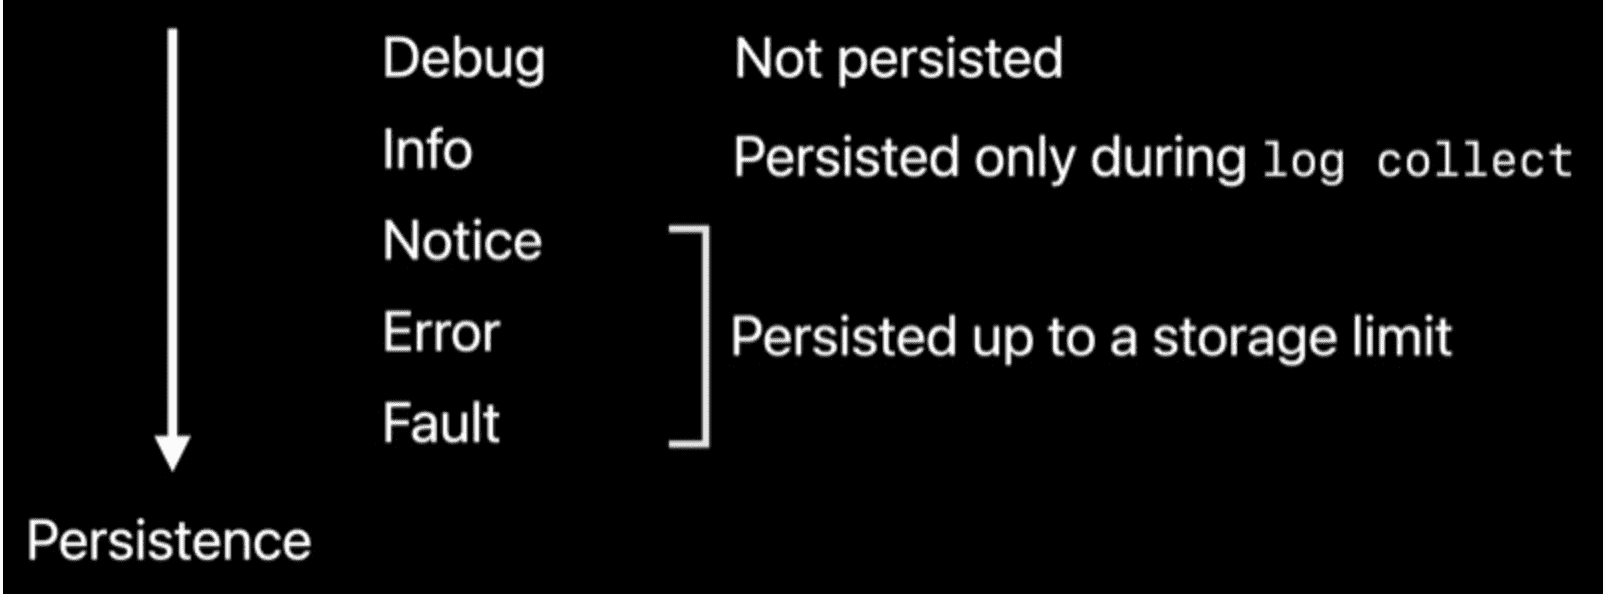 Debug Not persisted
Info Persisted only during log collect
Notice
Error Persisted up to a storage limit
Fault
Persistence